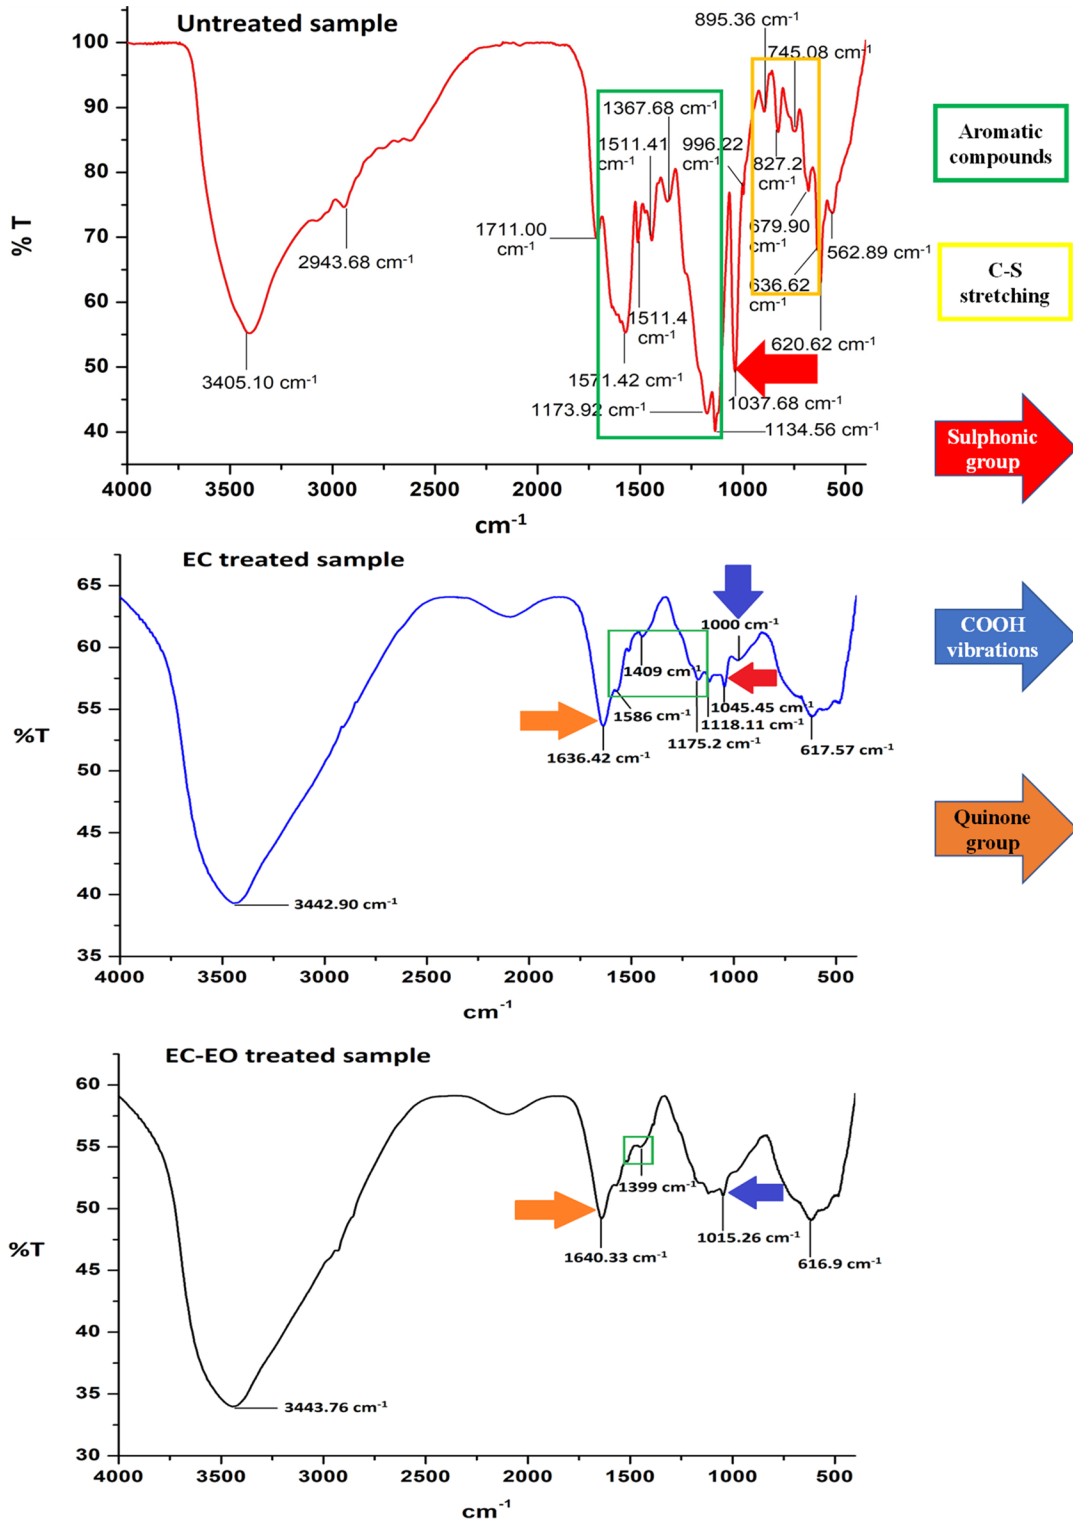 Untreated sample
895.36 cm-1
745.08
cm-1
100
90
80
70
60
50
40
% T
1367.68 cm-1
1511.41
cm-1
996.22
cm-1
827.2
cm-1
1711.00
cm-1
2943.68 cm-1
679.90
cm-1
562.89 cm-1
636.62
cm-1
1511.4
cm-1
620.62 cm-1
3405.10 cm-1
1571.42 cm-1
1173.92 cm-1
1037.68 cm-1
1134.56 cm-1
4000 3500 3000 2500 2000 1500 1000 500
cm-1
Aromatic
compounds
C-S
stretching
Sulphonic
group
COOH
vibrations
Quinone
group
EC treated sample
65
60
55
50
45
40
35
%T
1000 cm-1
1409 cm-1
1586 cm-1
1045.45 cm-1
1118.11 cm-1
1175.2 cm-1
1636.42 cm-1
617.57 cm-1
3442.90 cm-1
4000 3500 3000 2500 2000 1500 1000 500
cm-1
EC-EO treated sample
60
55
50
45
40
35
30
%T
1399 cm-1
1015.26 cm-1
1640.33 cm-1
616.9 cm-1
3443.76 cm-1
4000 3500 3000 2500 2000 1500 1000 500
cm-1